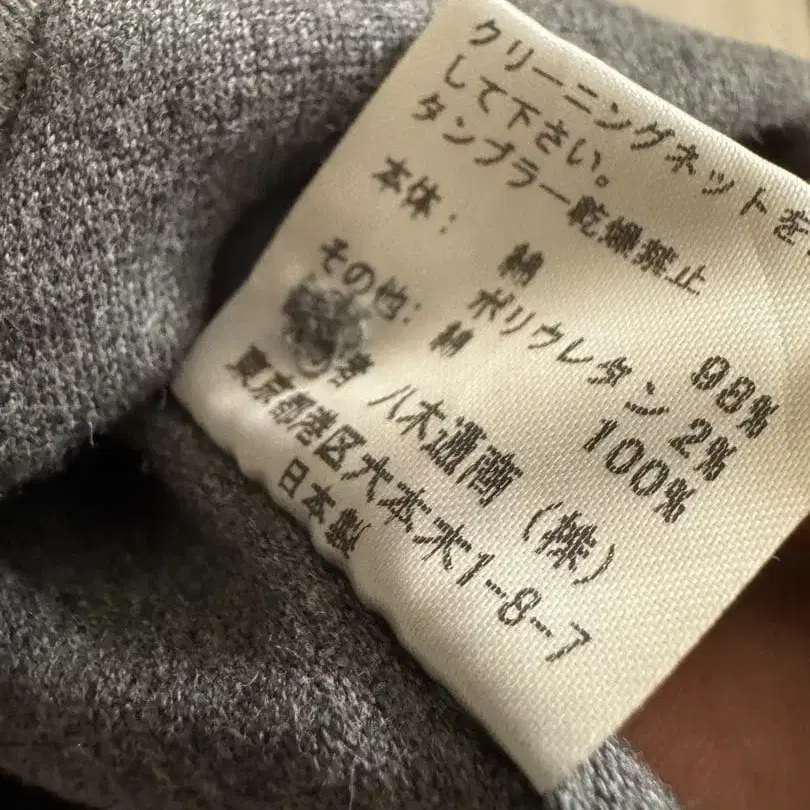 クリーニングネットを
して下さい。
タンブラー乾燥禁止
本体: 綿 98%
ポリウレタン 2%
その他: 綿 100%
者 八木通商(株)
東京都港区六本木1-8-7
日本製